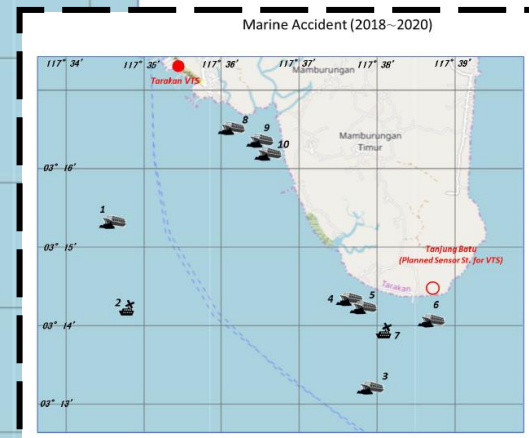 Marine Accident (2018~2020)
117° 34′ 117° 35′ 117° 36′ 117° 37′ 117° 38′ 117° 39′
Mamburungan
Tarakan VTS
8
9
10
Mamburungan
Timur
03° 16′
1
03° 15′
Tanjung Batu
(Planned Sensor St. for VTS)
Tarakan
4
5
6
2
03° 14′
7
3
03° 13′